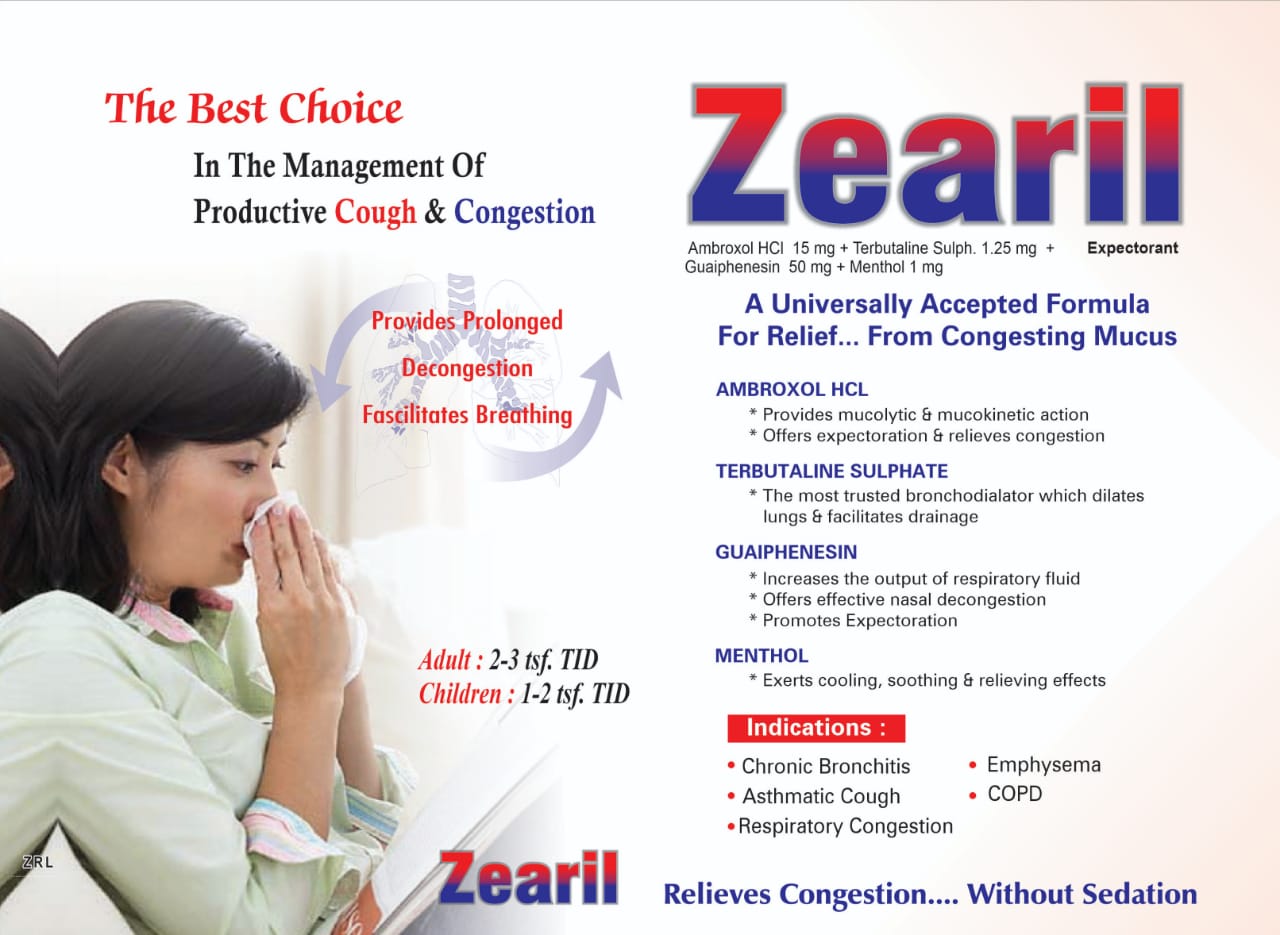 The Best Choice
In The Management Of
Productive Cough & Congestion
Provides Prolonged
Decongestion
Fascilitates Breathing
Adult : 2-3 tsf. TID
Children : 1-2 tsf. TID
ZRL
Zearil
Zearil
Ambroxol HCl 15 mg + Terbutaline Sulph. 1.25 mg + Expectorant
Guaiphenesin 50 mg + Menthol 1 mg
A Universally Accepted Formula
For Relief... From Congesting Mucus
AMBROXOL HCL
* Provides mucolytic & mucokinetic action
* Offers expectoration & relieves congestion
TERBUTALINE SULPHATE
* The most trusted bronchodialator which dilates
lungs & facilitates drainage
GUAIPHENESIN
* Increases the output of respiratory fluid
* Offers effective nasal decongestion
* Promotes Expectoration
MENTHOL
* Exerts cooling, soothing & relieving effects
Indications :
• Chronic Bronchitis
• Asthmatic Cough
• Respiratory Congestion
• Emphysema
• COPD
Relieves Congestion.... Without Sedation